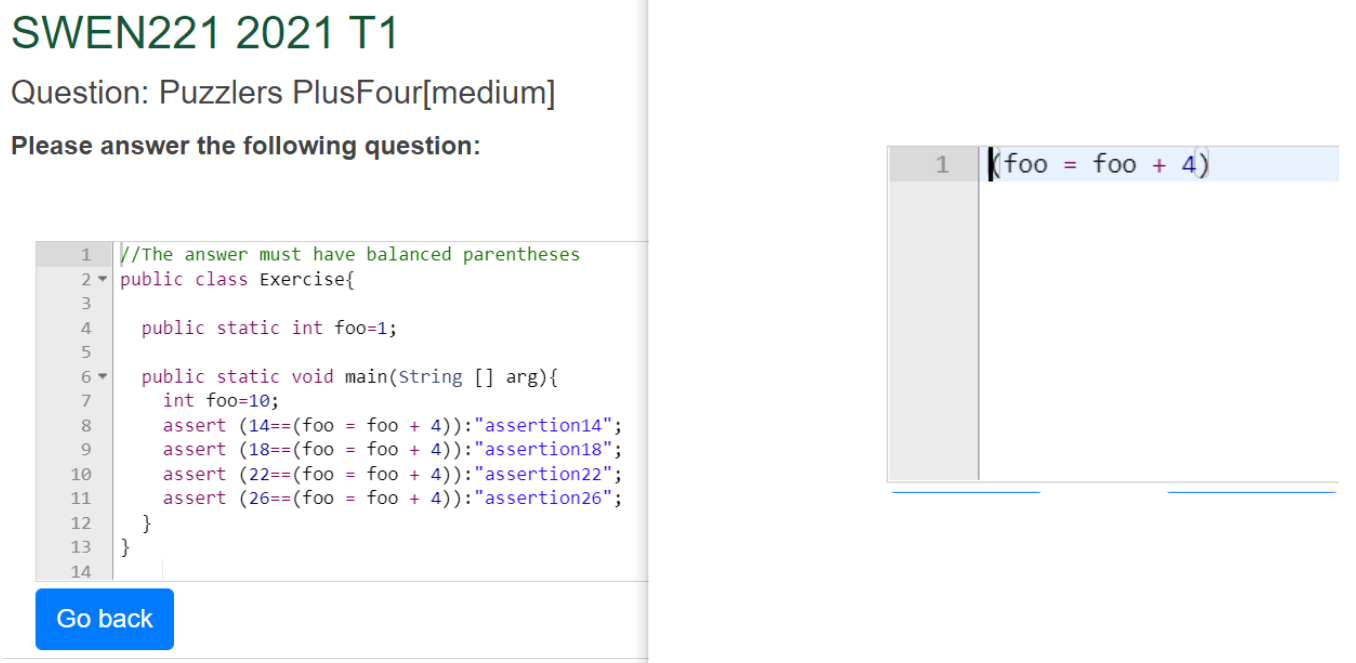 SWEN221 2021 T1
Question: Puzzlers PlusFour[medium]
Please answer the following question:
1 //The answer must have balanced parentheses
2 public class Exercise{
3
4 public static int foo=1;
5
6 public static void main(String [] arg){
7 int foo=10;
8 assert (14==(foo = foo + 4)):"assertion14";
9 assert (18==(foo = foo + 4)):"assertion18";
10 assert (22==(foo = foo + 4)):"assertion22";
11 assert (26==(foo = foo + 4)):"assertion26";
12 }
13 }
14
Go back
1 (foo = foo + 4)